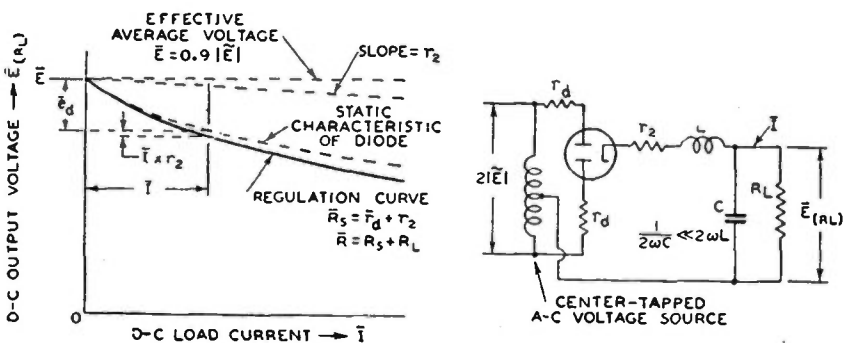 EFFECTIVE
AVERAGE VOLTAGE
Ē=0.9|Ẽ|
SLOPE=r₂
D-C OUTPUT VOLTAGE → Ē(RL)
Ē
ēd
STATIC
CHARACTERISTIC
OF DIODE
Ī x r₂
Ī
REGULATION CURVE
R̄S = r̄d + r₂
R̄ = RS + RL
O
D-C LOAD CURRENT → Ī
rd
2|Ẽ|
r₂
L
Ī
rd
C
RL
Ē(RL)
1/2ωC ≪ 2ωL
CENTER-TAPPED
A-C VOLTAGE SOURCE